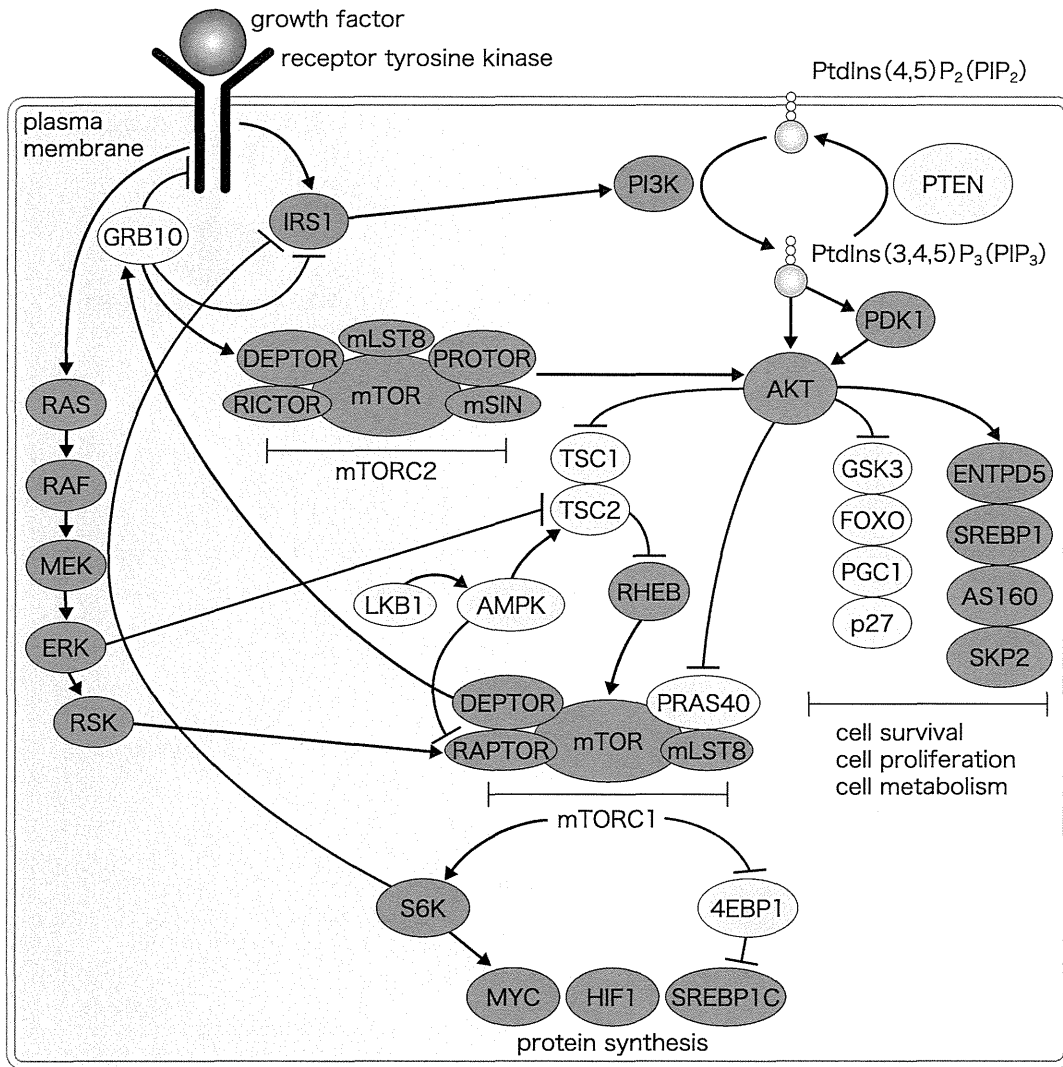 growth factor
receptor tyrosine kinase
PtdIns(4,5)P₂(PIP₂)
plasma
membrane
PI3K
PTEN
IRS1
GRB10
PtdIns(3,4,5)P₃(PIP₃)
PDK1
mLST8
DEPTOR
PROTOR
mTOR
RICTOR
mSIN
mTORC2
AKT
RAS
RAF
MEK
ERK
RSK
TSC1
TSC2
GSK3
FOXO
PGC1
p27
ENTPD5
SREBP1
AS160
SKP2
LKB1
AMPK
RHEB
DEPTOR
PRAS40
mTOR
RAPTOR
mLST8
mTORC1
cell survival
cell proliferation
cell metabolism
S6K
4EBP1
MYC
HIF1
SREBP1C
protein synthesis